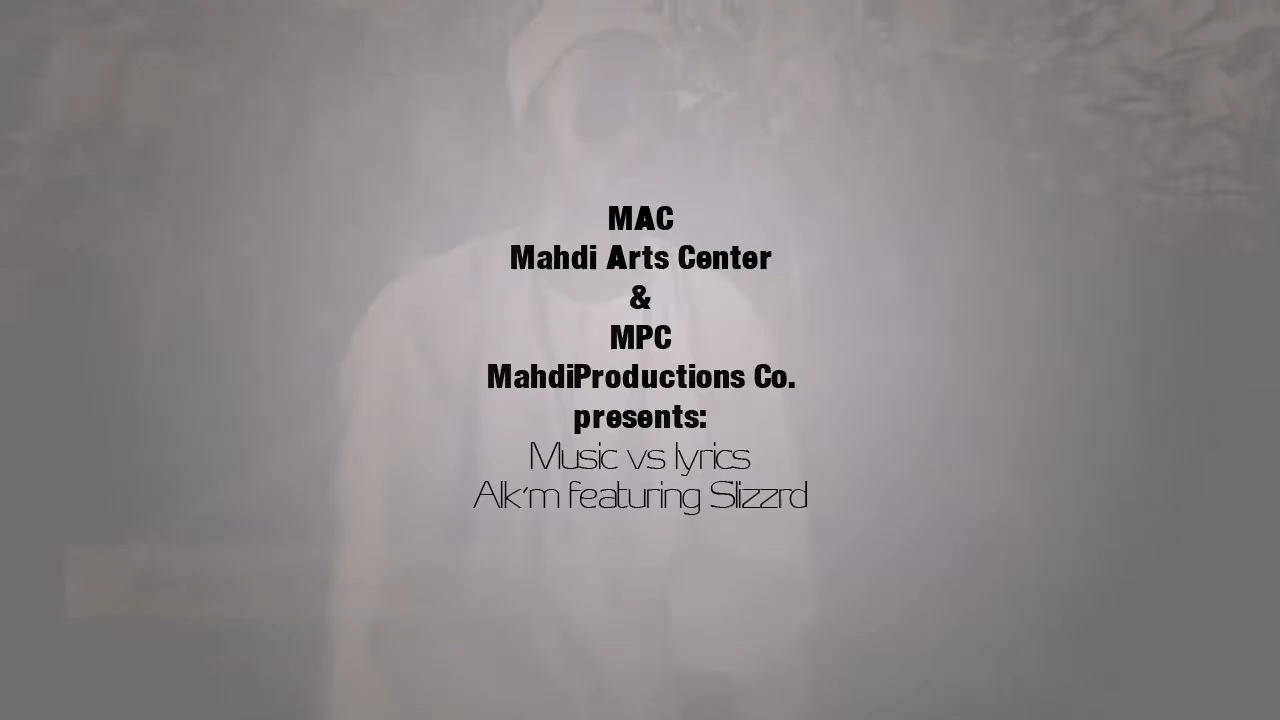 MAC
Mahdi Arts Center
&
MPC
MahdiProductions Co.
presents:
Music vs lyrics
Alk'm featuring Slizzrd